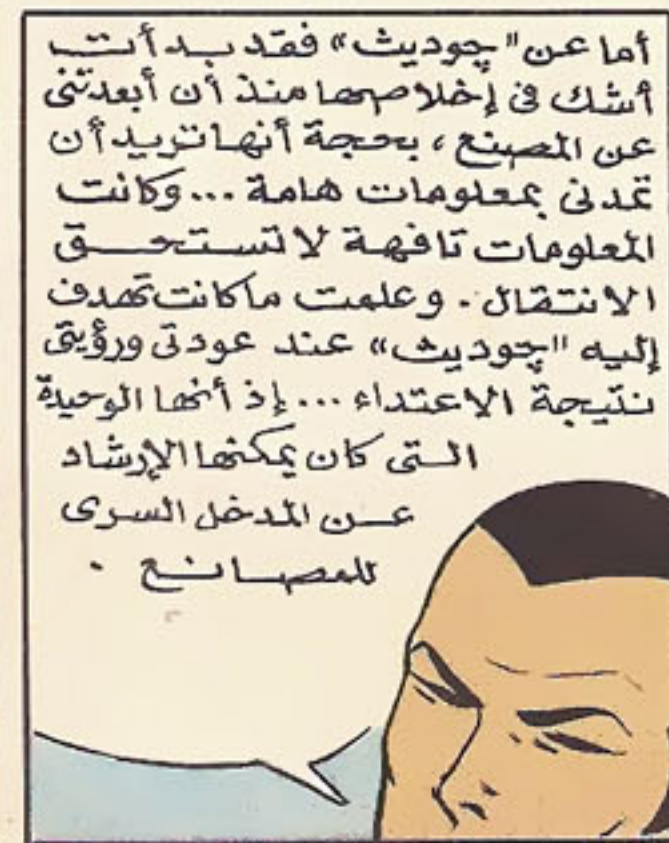 أما عن "چوديث" فقد بدأت
أشك في إخلاصها منذ أن أبعدتنى
عن المصنع، بحجة أنها تريد أن
تمدنى بمعلومات هامة ... وكانت
المعلومات تافهة لا تستحق
الانتقال. وعلمت ما كانت تهدف
إليه "چوديث" عند عودتى ورؤيتى
نتيجة الاعتداء ... إذ أنها الوحيدة
التى كان يمكنها الإرشاد
عن المدخل السرى
للمصانع .